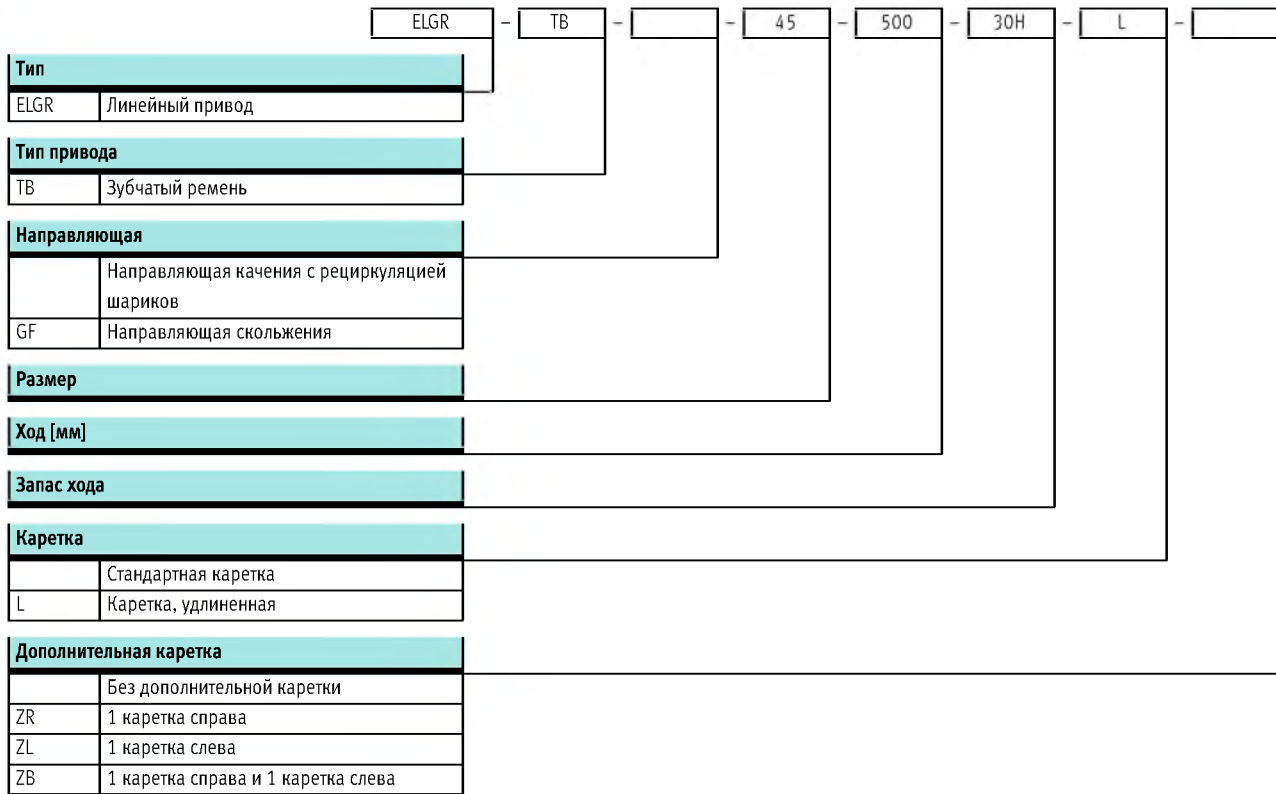 ELGR – TB – – 45 – 500 – 30H – L –
Тип
ELGR Линейный привод
Тип привода
TB Зубчатый ремень
Направляющая
Направляющая качения с рециркуляцией
шариков
GF Направляющая скольжения
Размер
Ход [мм]
Запас хода
Каретка
Стандартная каретка
L Каретка, удлиненная
Дополнительная каретка
Без дополнительной каретки
ZR 1 каретка справа
ZL 1 каретка слева
ZB 1 каретка справа и 1 каретка слева